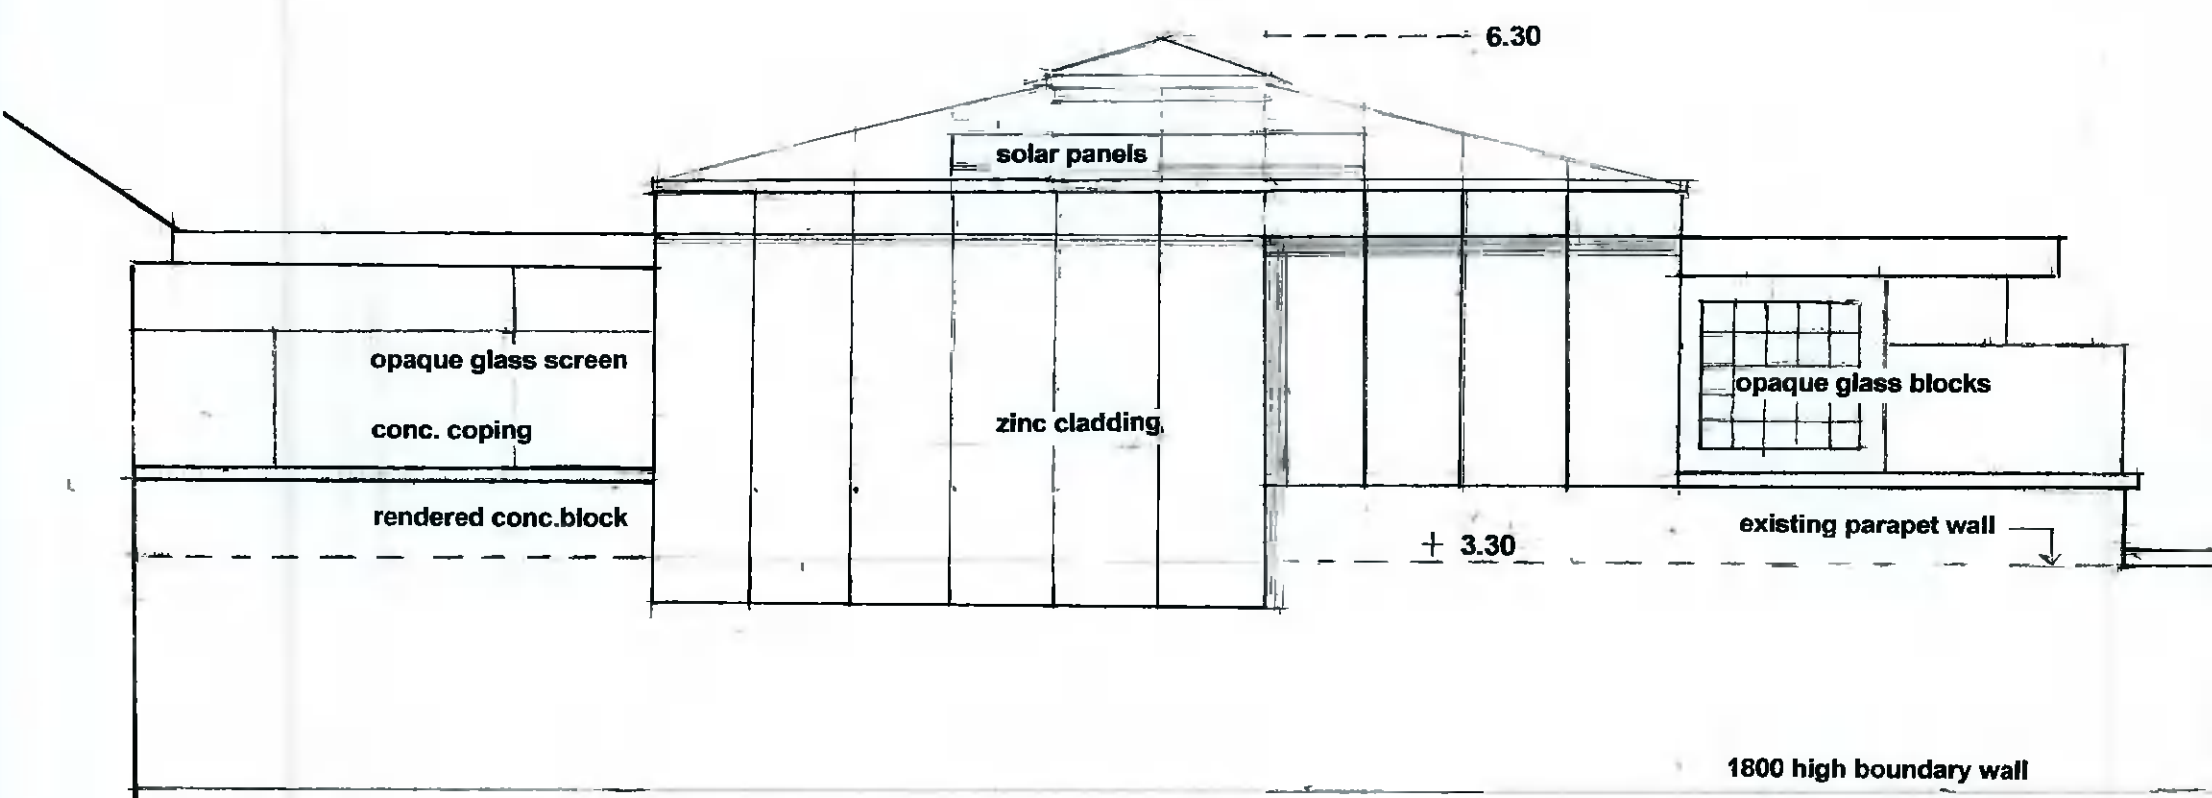 6.30
solar panels
opaque glass screen
opaque glass blocks
zinc cladding
conc. coping
rendered conc.block
existing parapet wall
+ 3.30
1800 high boundary wall